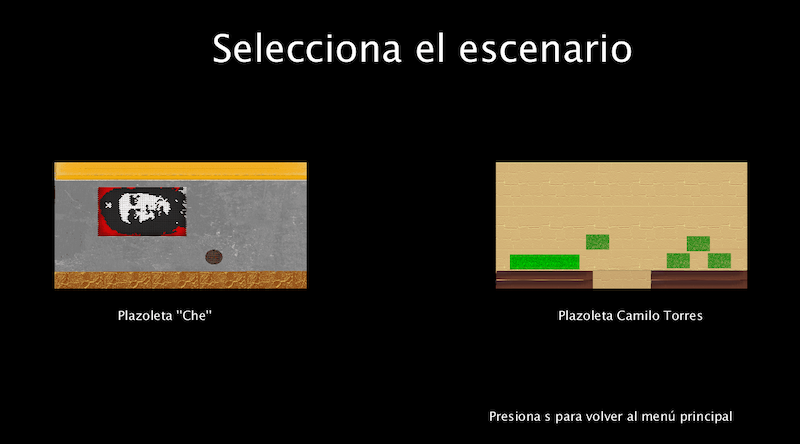 Selecciona el escenario
Plazoleta "Che"
Plazoleta Camilo Torres
Presiona s para volver al menú principal